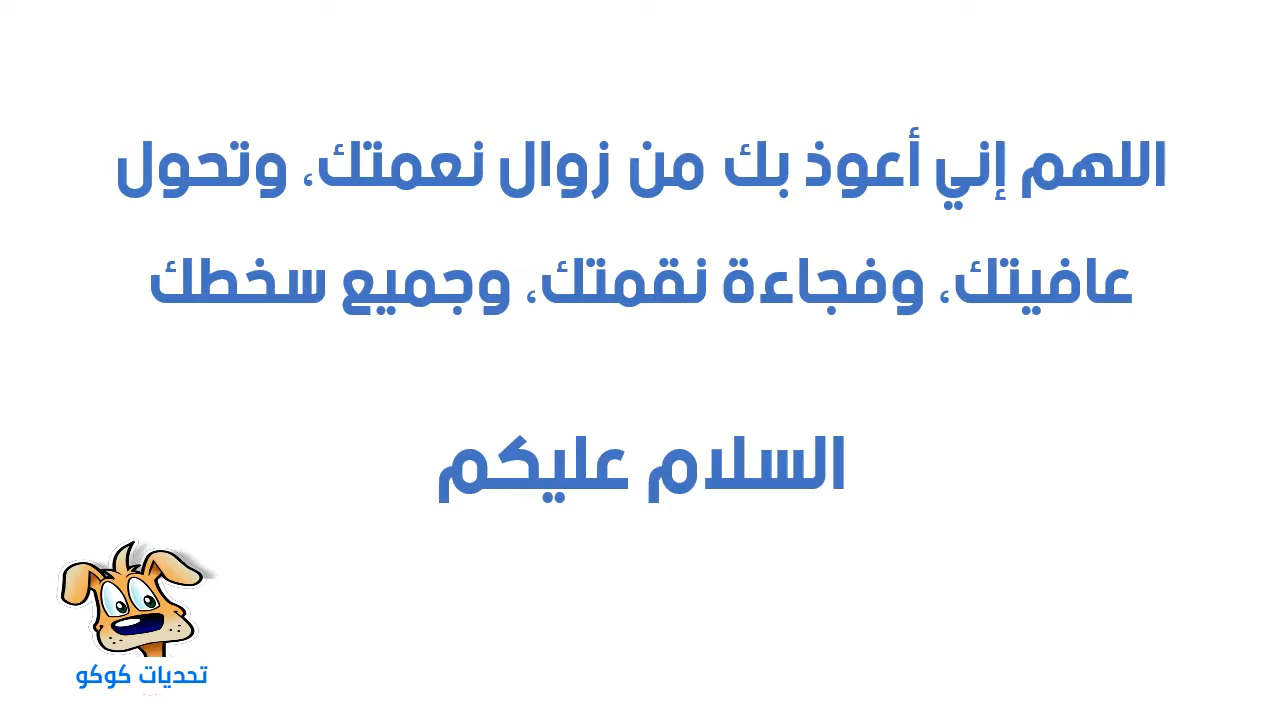 اللهم إني أعوذ بك من زوال نعمتك، وتحول
عافيتك، وفجاءة نقمتك، وجميع سخطك
السلام عليكم
تحديات كوكو